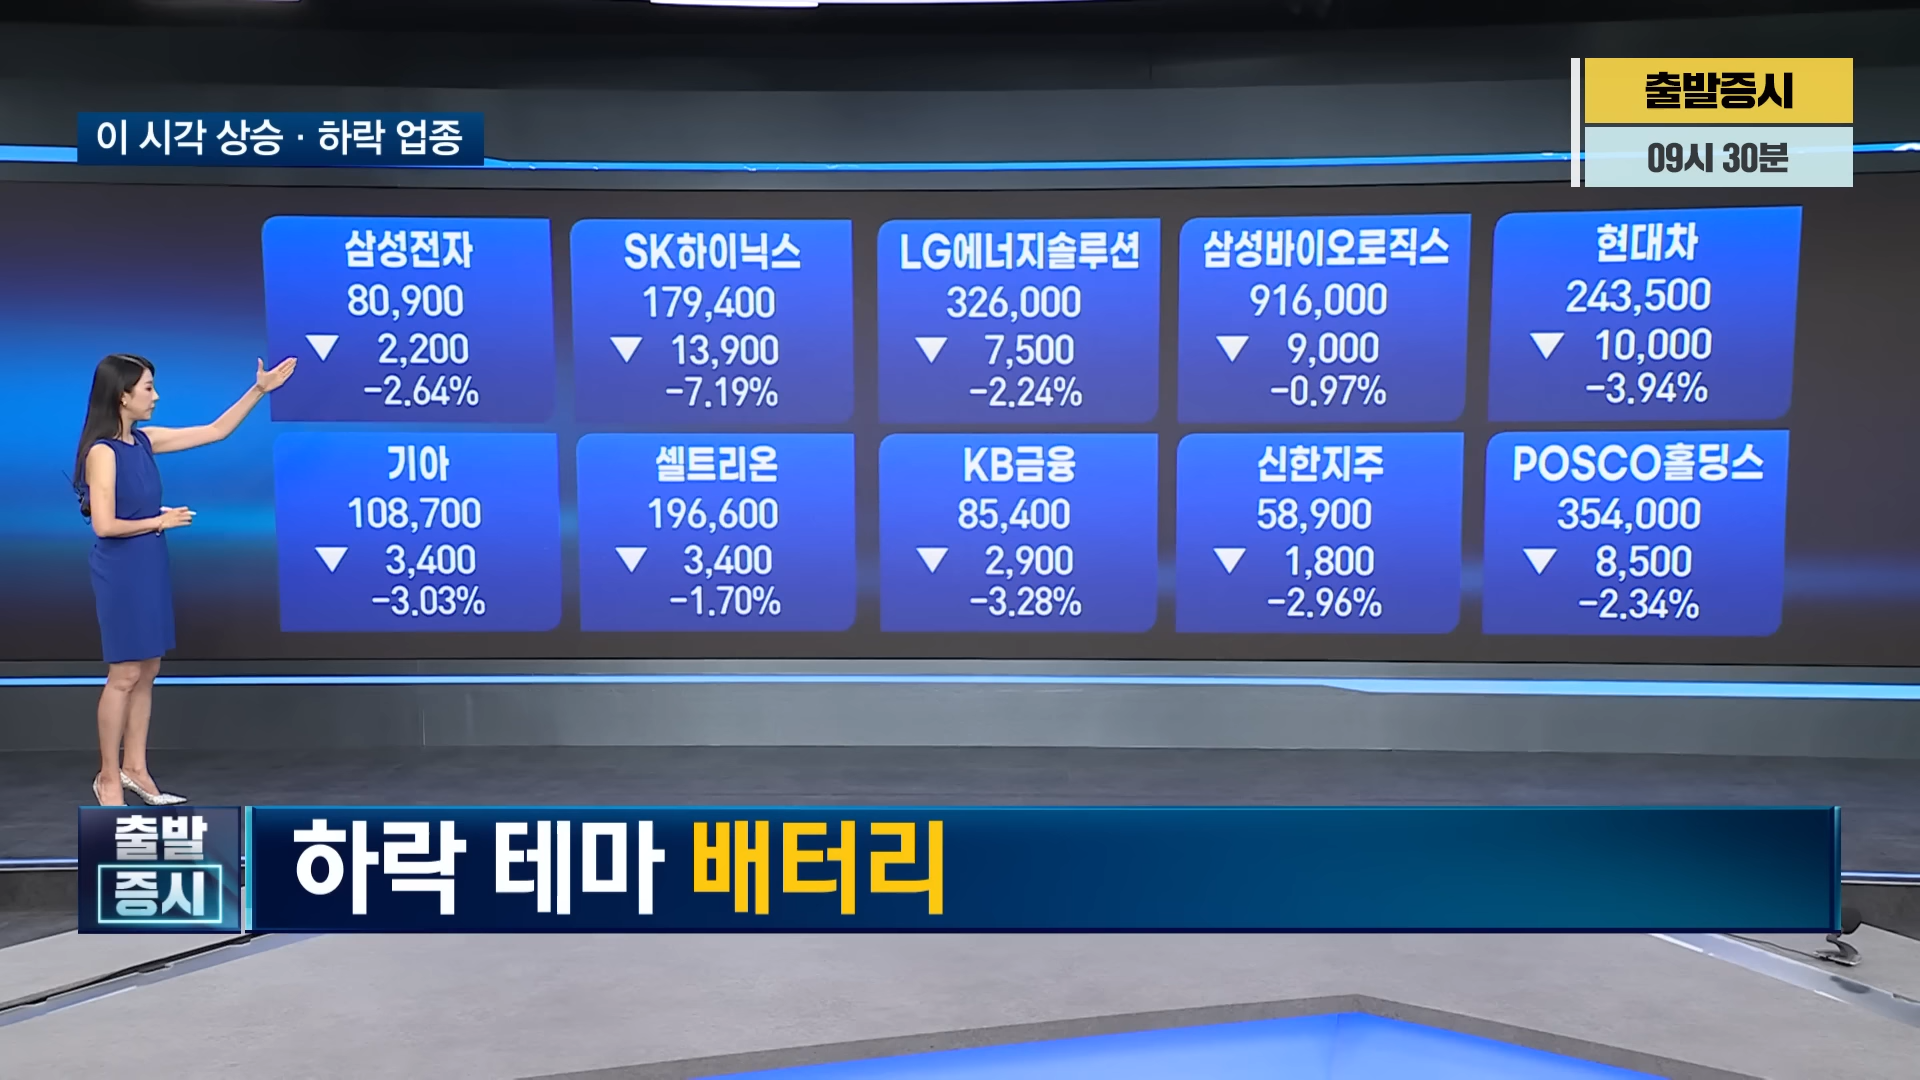 이 시각 상승 · 하락 업종
출발증시
09시 30분
삼성전자
80,900
▼ 2,200
-2.64%
SK하이닉스
179,400
▼ 13,900
-7.19%
LG에너지솔루션
326,000
▼ 7,500
-2.24%
삼성바이오로직스
916,000
▼ 9,000
-0.97%
현대차
243,500
▼ 10,000
-3.94%
기아
108,700
▼ 3,400
-3.03%
셀트리온
196,600
▼ 3,400
-1.70%
KB금융
85,400
▼ 2,900
-3.28%
신한지주
58,900
▼ 1,800
-2.96%
POSCO홀딩스
354,000
▼ 8,500
-2.34%
출발
증시
하락 테마 배터리